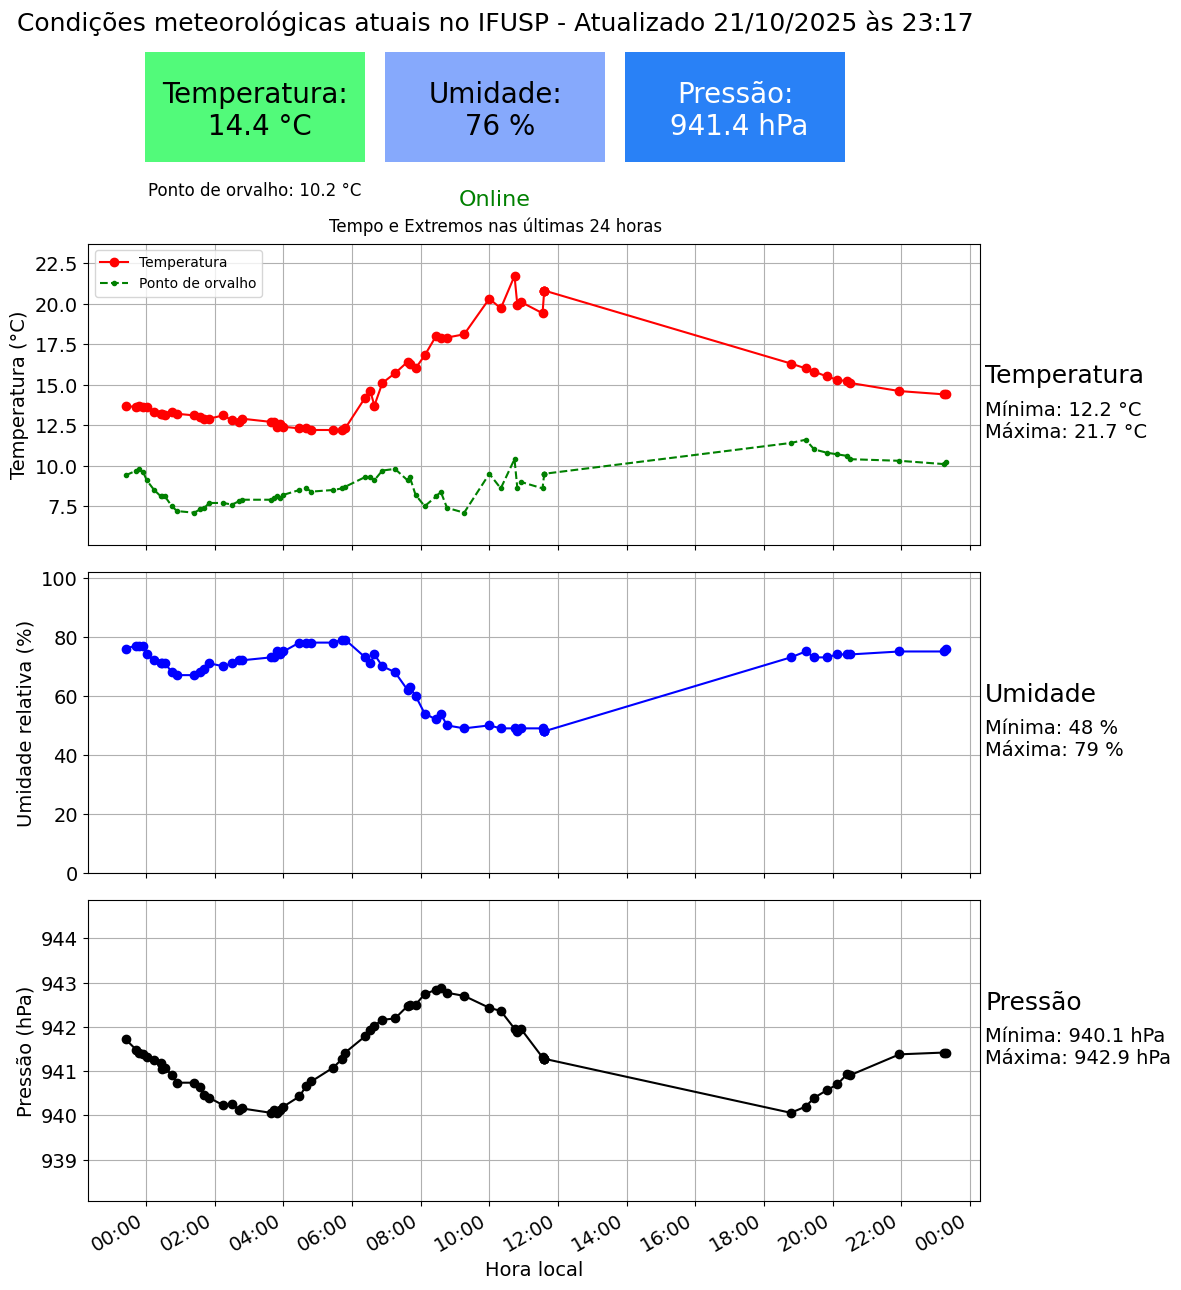 Condições meteorológicas atuais no IFUSP - Atualizado 21/10/2025 às 23:17
Temperatura:
14.4 °C
Umidade:
76 %
Pressão:
941.4 hPa
Ponto de orvalho: 10.2 °C
Online
Tempo e Extremos nas últimas 24 horas
Temperatura
Ponto de orvalho
Temperatura (°C)
22.5
20.0
17.5
15.0
12.5
10.0
7.5
Temperatura
Mínima: 12.2 °C
Máxima: 21.7 °C
Umidade relativa (%)
100
80
60
40
20
0
Umidade
Mínima: 48 %
Máxima: 79 %
Pressão (hPa)
944
943
942
941
940
939
Pressão
Mínima: 940.1 hPa
Máxima: 942.9 hPa
00:00 02:00 04:00 06:00 08:00 10:00 12:00 14:00 16:00 18:00 20:00 22:00 00:00
Hora local